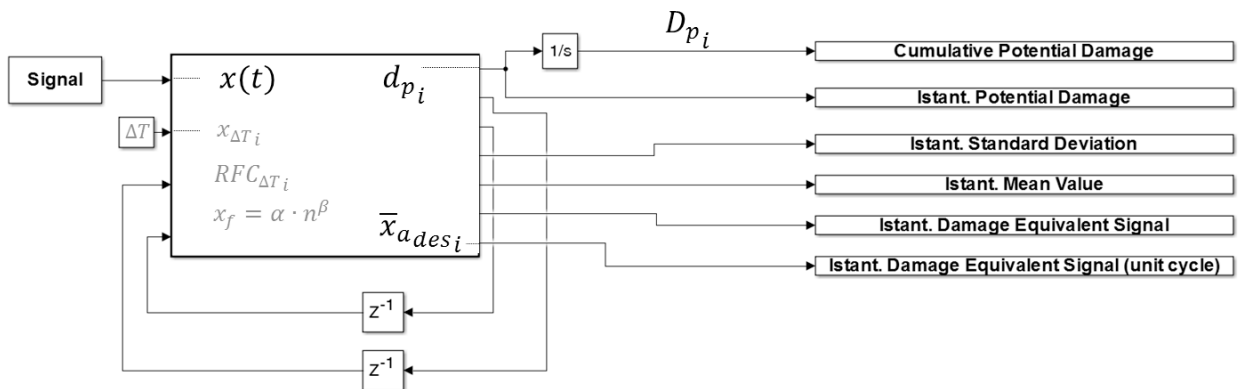 D_{p_i}
1/s
Cumulative Potential Damage
Signal
x(t)
d_{p_i}
Istant. Potential Damage
ΔT
x_{ΔT_i}
Istant. Standard Deviation
RFC_{ΔT_i}
Istant. Mean Value
x_f = α · n^β
x̅_{a_{des_i}}
Istant. Damage Equivalent Signal
Istant. Damage Equivalent Signal (unit cycle)
Z⁻¹
Z⁻¹